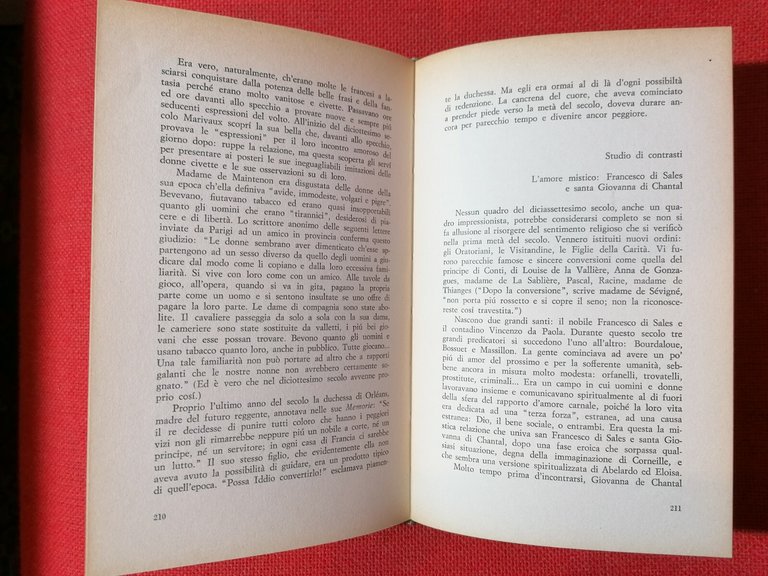 Era vero, naturalmente, ch'erano molte le francesi a la-
sciarsi conquistare dalla potenza delle belle frasi e della fan-
tasia perché erano molto vanitose e civette. Passavano ore
ed ore davanti allo specchio a provare nuove e sempre più
seducenti espressioni del volto. All'inizio del diciottesimo se-
colo Marivaux scoprí la sua bella che, davanti allo specchio,
provava le "espressioni" per il loro incontro amoroso del
giorno dopo: ruppe la relazione, ma questa scoperta gli serví
per presentare ai posteri le sue ineguagliabili imitazioni delle
donne civette e le sue osservazioni su di loro.
Madame de Maintenon era disgustata delle donne della
sua epoca ch'ella definiva "avide, immodeste, volgari e pigre".
Bevevano, fiutavano tabacco ed erano quasi insopportabili
quanto gli uomini che erano "tirannici", desiderosi di pia-
cere e di libertà. Lo scrittore anonimo delle seguenti lettere
inviate da Parigi ad un amico in provincia conferma questo
giudizio: "Le donne sembrano aver dimenticato ch'esse ap-
partengono ad un sesso diverso da quello degli uomini a giu-
dicare dal modo come li copiano e dalla loro eccessiva fami-
liarità. Si vive con loro come con un amico. Alle tavole da
gioco, all'opera, quando si va in gita, pagano la propria
parte come un uomo e si sentono insultate se uno offre di
pagare la loro parte. Le dame di compagnia sono state abo-
lite. Il cavaliere passeggia da solo a sola con la sua dama,
le cameriere sono state sostituite da valletti, i piú bei gio-
vani che esse possan trovare. Bevono quanto gli uomini ed
usano tabacco quanto loro, anche in pubblico. Tutte giocano...
Una tale familiarità non può portare ad altro che a rapporti
galanti che le nostre nonne non avrebbero certamente so-
gnato." (Ed è vero che nel diciottesimo secolo avvenne pro-
prio cosí.)
Proprio l'ultimo anno del secolo la duchessa di Orléans,
madre del futuro reggente, annotava nelle sue Memorie: "Se
il re decidesse di punire tutti coloro che hanno i peggiori
vizi non gli rimarrebbe neppure piú un nobile a corte, né un
principe, né un servitore; in ogni casa di Francia ci sarebbe
un lutto." Il suo stesso figlio, che evidentemente ella non
aveva avuto la possibilità di guidare, era un prodotto tipico
di quell'epoca. "Possa Iddio convertirlo!" esclamava piamen-
210
te la duchessa. Ma egli era ormai al di là d'ogni possibiltà
di redenzione. La cancrena del cuore, che aveva cominciato
a prender piede verso la metà del secolo, doveva durare an-
cora per parecchio tempo e divenire ancor peggiore.
Studio di contrasti
L'amore mistico: Francesco di Sales
e santa Giovanna di Chantal
Nessun quadro del diciassettesimo secolo, anche un qua-
dro impressionista, potrebbe considerarsi completo se non si
fa allusione al risorgere del sentimento religioso che si verificò
nella prima metà del secolo. Vennero istituiti nuovi ordini:
gli Oratoriani, le Visitandine, le Figlie della Carità. Vi fu-
rono parecchie famose e sincere conversioni come quella del
principe di Conti, di Louise de la Vallière, Anna de Gonza-
gues, madame de La Sablière, Pascal, Racine, madame de
Thianges ("Dopo la conversione", scrive madame de Sévigné,
"non porta piú rossetto e si copre il seno; non la riconosce-
reste cosí travestita.")
Nascono due grandi santi: il nobile Francesco di Sales e
il contadino Vincenzo da Paola. Durante questo secolo tre
grandi predicatori si succedono l'uno all'altro: Bourdaloue,
Bossuet e Massillon. La gente cominciava ad avere un po'
piú di amor del prossimo e per la sofferente umanità, seb-
bene ancora in misura molto modesta: orfanelli, trovatelli,
prostitute, criminali... Era un campo in cui uomini e donne
lavoravano insieme e comunicavano spiritualmente al di fuori
della sfera del rapporto d'amore carnale, poiché la loro vita
era dedicata ad una "terza forza", estranea, ad una causa
estranea: Dio, il bene sociale, o entrambi. Era questa la mi-
stica relazione che univa san Francesco di Sales e santa Gio-
vanna di Chantal, dopo una fase eroica che sorpassa qual-
siasi situazione, degna della immaginazione di Corneille, e
che sembra una versione spiritualizzata di Abelardo ed Eloisa.
Molto tempo prima d'incontrarsi, Giovanna de Chantal
211